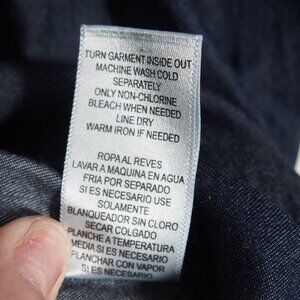 TURN GARMENT INSIDE OUT
MACHINE WASH COLD
SEPARATELY
ONLY NON-CHLORINE
BLEACH WHEN NEEDED
LINE DRY
WARM IRON IF NEEDED
ROPA AL REVES
LAVAR A MAQUINA EN AGUA
FRIA POR SEPARADO
SI ES NECESARIO USE
SOLAMENTE
BLANQUEADOR SIN CLORO
SECAR COLGADO
PLANCHE A TEMPERATURA
MEDIA SI ES NECESARIO
PLANCHAR CON VAPOR
SI ES NECESARIO